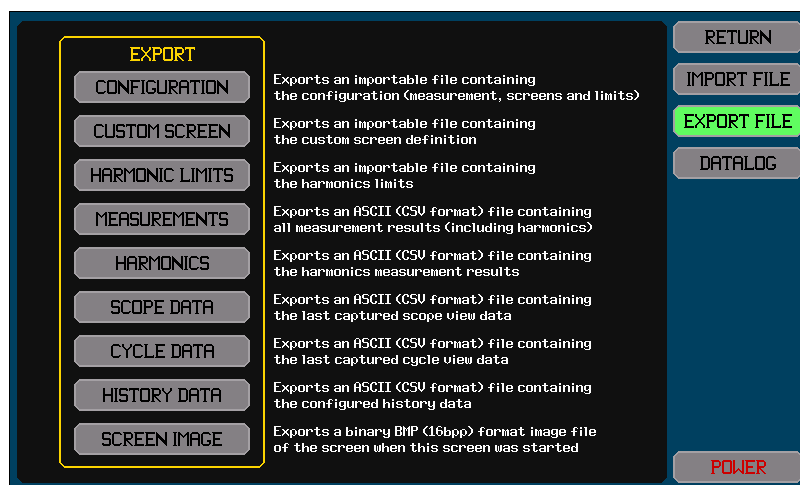 EXPORT
CONFIGURATION
Exports an importable file containing
the configuration (measurement, screens and limits)
CUSTOM SCREEN
Exports an importable file containing
the custom screen definition
HARMONIC LIMITS
Exports an importable file containing
the harmonics limits
MEASUREMENTS
Exports an ASCII (CSV format) file containing
all measurement results (including harmonics)
HARMONICS
Exports an ASCII (CSV format) file containing
the harmonics measurement results
SCOPE DATA
Exports an ASCII (CSV format) file containing
the last captured scope view data
CYCLE DATA
Exports an ASCII (CSV format) file containing
the last captured cycle view data
HISTORY DATA
Exports an ASCII (CSV format) file containing
the configured history data
SCREEN IMAGE
Exports a binary BMP (16bpp) format image file
of the screen when this screen was started
RETURN
IMPORT FILE
EXPORT FILE
DATALOG
POWER